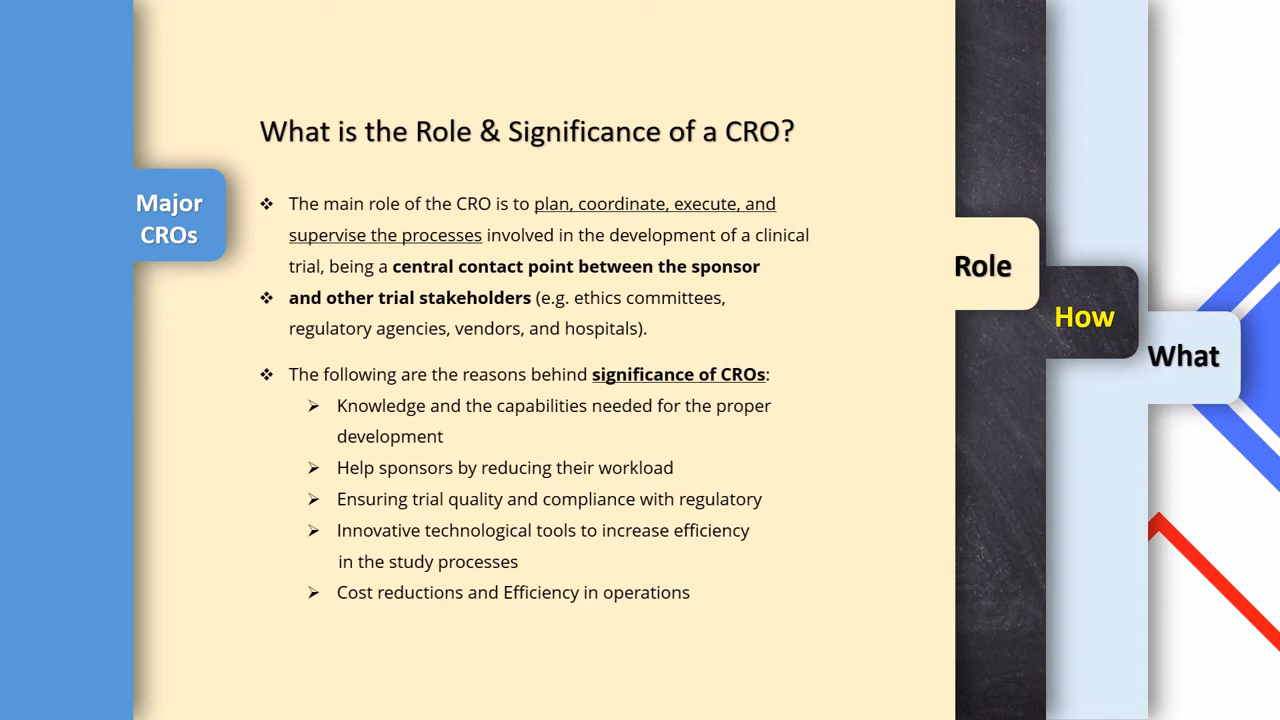 What is the Role & Significance of a CRO?
Major
CROs
❖ The main role of the CRO is to plan, coordinate, execute, and
supervise the processes involved in the development of a clinical
trial, being a central contact point between the sponsor
❖ and other trial stakeholders (e.g. ethics committees,
regulatory agencies, vendors, and hospitals).
❖ The following are the reasons behind significance of CROs:
➢ Knowledge and the capabilities needed for the proper
development
➢ Help sponsors by reducing their workload
➢ Ensuring trial quality and compliance with regulatory
➢ Innovative technological tools to increase efficiency
in the study processes
➢ Cost reductions and Efficiency in operations
Role
How
What